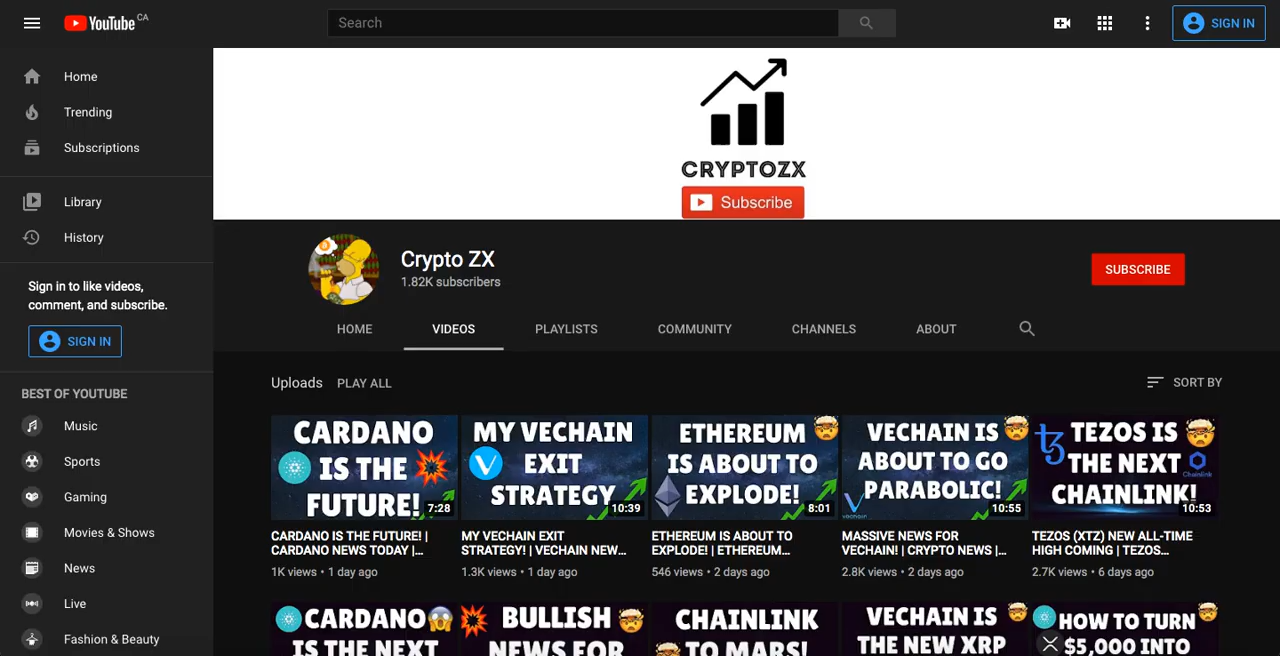 YouTube CA
Search
SIGN IN
Home
Trending
Subscriptions
Library
History
Sign in to like videos,
comment, and subscribe.
SIGN IN
BEST OF YOUTUBE
Music
Sports
Gaming
Movies & Shows
News
Live
Fashion & Beauty
CRYPTOZX
Subscribe
Crypto ZX
1.82K subscribers
SUBSCRIBE
HOME VIDEOS PLAYLISTS COMMUNITY CHANNELS ABOUT
Uploads PLAY ALL
SORT BY
CARDANO
IS THE
FUTURE!
7:28
CARDANO IS THE FUTURE! |
CARDANO NEWS TODAY |...
1K views • 1 day ago
MY VECHAIN
EXIT
STRATEGY
10:39
MY VECHAIN EXIT
STRATEGY! | VECHAIN NEW...
1.3K views • 1 day ago
ETHEREUM
IS ABOUT TO
EXPLODE!
8:01
ETHEREUM IS ABOUT TO
EXPLODE! | ETHEREUM...
546 views • 2 days ago
VECHAIN IS
ABOUT TO GO
PARABOLIC!
vechain
10:55
MASSIVE NEWS FOR
VECHAIN! | CRYPTO NEWS |...
2.8K views • 2 days ago
TEZOS IS
THE NEXT
CHAINLINK!
Chainlink
10:53
TEZOS (XTZ) NEW ALL-TIME
HIGH COMING | TEZOS...
2.7K views • 6 days ago
CARDANO
IS THE NEXT
BULLISH
NEWS FOR
CHAINLINK
TO MARS!
VECHAIN IS
THE NEW XRP
HOW TO TURN
$5,000 INTO